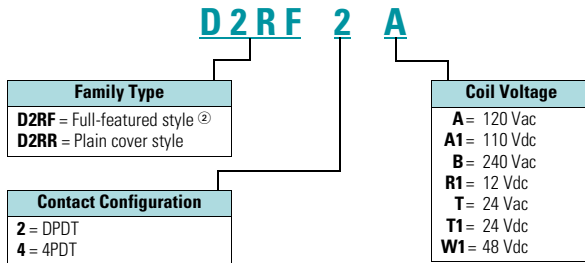 D2RF 2 A
Family Type
D2RF = Full-featured style ②
D2RR = Plain cover style
Contact Configuration
2 = DPDT
4 = 4PDT
Coil Voltage
A = 120 Vac
A1 = 110 Vdc
B = 240 Vac
R1 = 12 Vdc
T = 24 Vac
T1 = 24 Vdc
W1 = 48 Vdc